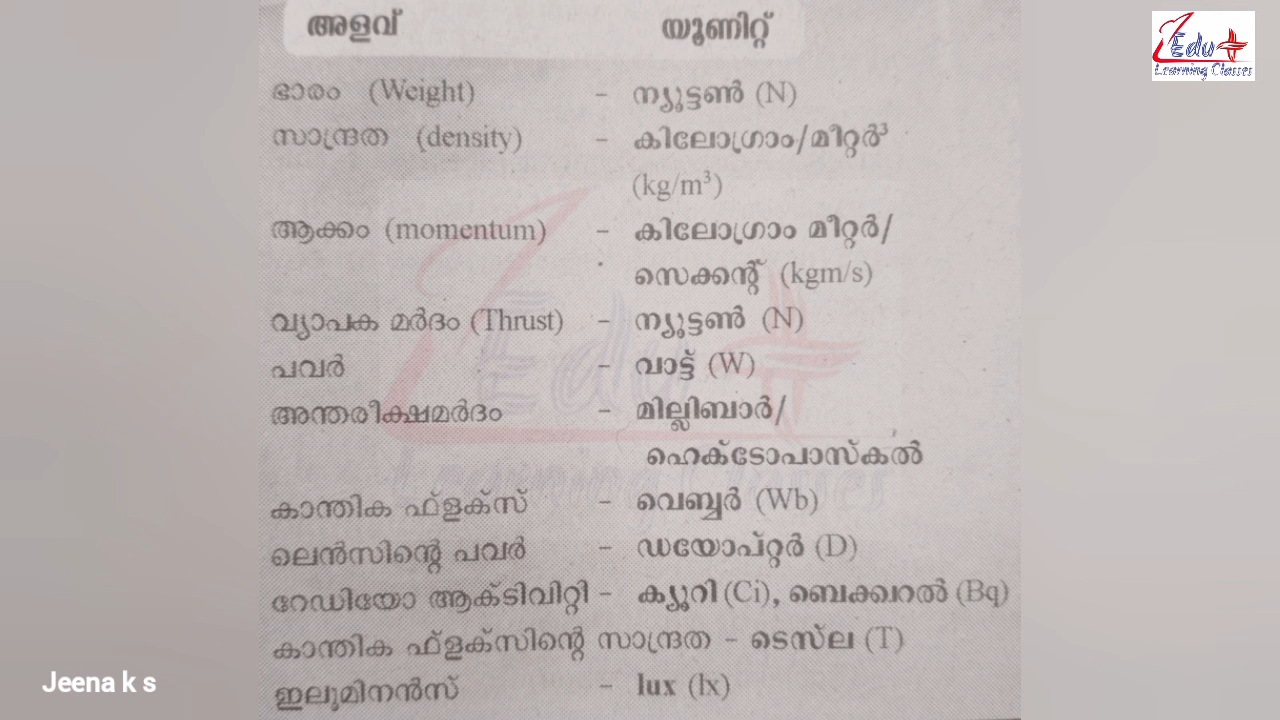 അളവ് യൂണിറ്റ്
Edu+
Learning Classes
ഭാരം (Weight) - ന്യൂട്ടൺ (N)
സാന്ദ്രത (density) - കിലോഗ്രാം/മീറ്റർ³
(kg/m³)
ആക്കം (momentum) - കിലോഗ്രാം മീറ്റർ/
സെക്കന്റ് (kgm/s)
വ്യാപക മർദം (Thrust) - ന്യൂട്ടൺ (N)
പവർ - വാട്ട് (W)
അന്തരീക്ഷമർദം - മില്ലിബാർ/
ഹെക്ടോപാസ്കൽ
കാന്തിക ഫ്ളക്സ് - വെബ്ബർ (Wb)
ലെൻസിന്റെ പവർ - ഡയോപ്റ്റർ (D)
റേഡിയോ ആക്ടിവിറ്റി - ക്യൂറി (Ci), ബെക്ക്വറൽ (Bq)
കാന്തിക ഫ്ളക്സിന്റെ സാന്ദ്രത - ടെസ്‌ല (T)
ഇലൂമിനൻസ് - lux (lx)
Jeena k s